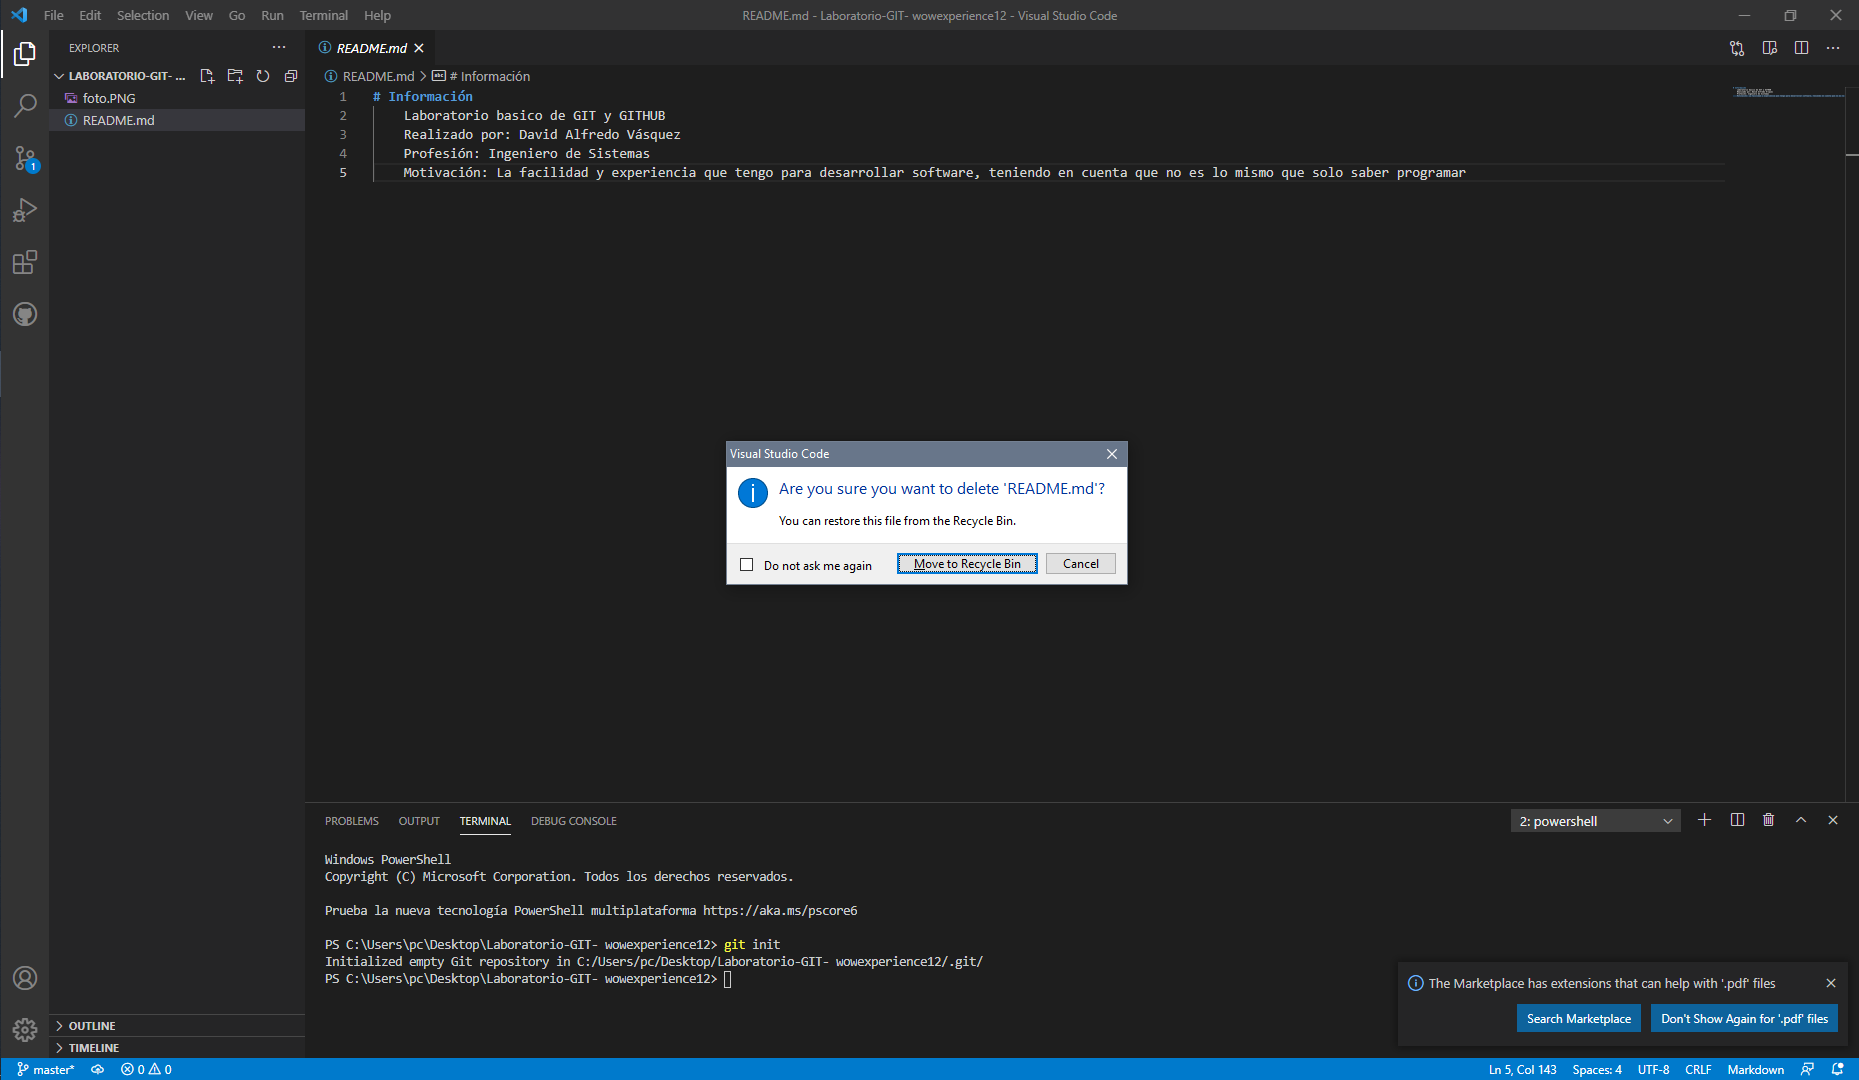 File Edit Selection View Go Run Terminal Help
README.md - Laboratorio-GIT- wowexperience12 - Visual Studio Code
EXPLORER
LABORATORIO-GIT- ...
foto.PNG
README.md
1
OUTLINE
TIMELINE
README.md
README.md > # Información
1 # Información
2 Laboratorio basico de GIT y GITHUB
3 Realizado por: David Alfredo Vásquez
4 Profesión: Ingeniero de Sistemas
5 Motivación: La facilidad y experiencia que tengo para desarrollar software, teniendo en cuenta que no es lo mismo que solo saber programar
Visual Studio Code
Are you sure you want to delete 'README.md'?
You can restore this file from the Recycle Bin.
Do not ask me again
Move to Recycle Bin
Cancel
PROBLEMS OUTPUT TERMINAL DEBUG CONSOLE
2: powershell
Windows PowerShell
Copyright (C) Microsoft Corporation. Todos los derechos reservados.
Prueba la nueva tecnología PowerShell multiplataforma https://aka.ms/pscore6
PS C:\Users\pc\Desktop\Laboratorio-GIT- wowexperience12> git init
Initialized empty Git repository in C:/Users/pc/Desktop/Laboratorio-GIT- wowexperience12/.git/
PS C:\Users\pc\Desktop\Laboratorio-GIT- wowexperience12>
The Marketplace has extensions that can help with '.pdf' files
Search Marketplace
Don't Show Again for '.pdf' files
master* 0 0
Ln 5, Col 143 Spaces: 4 UTF-8 CRLF Markdown